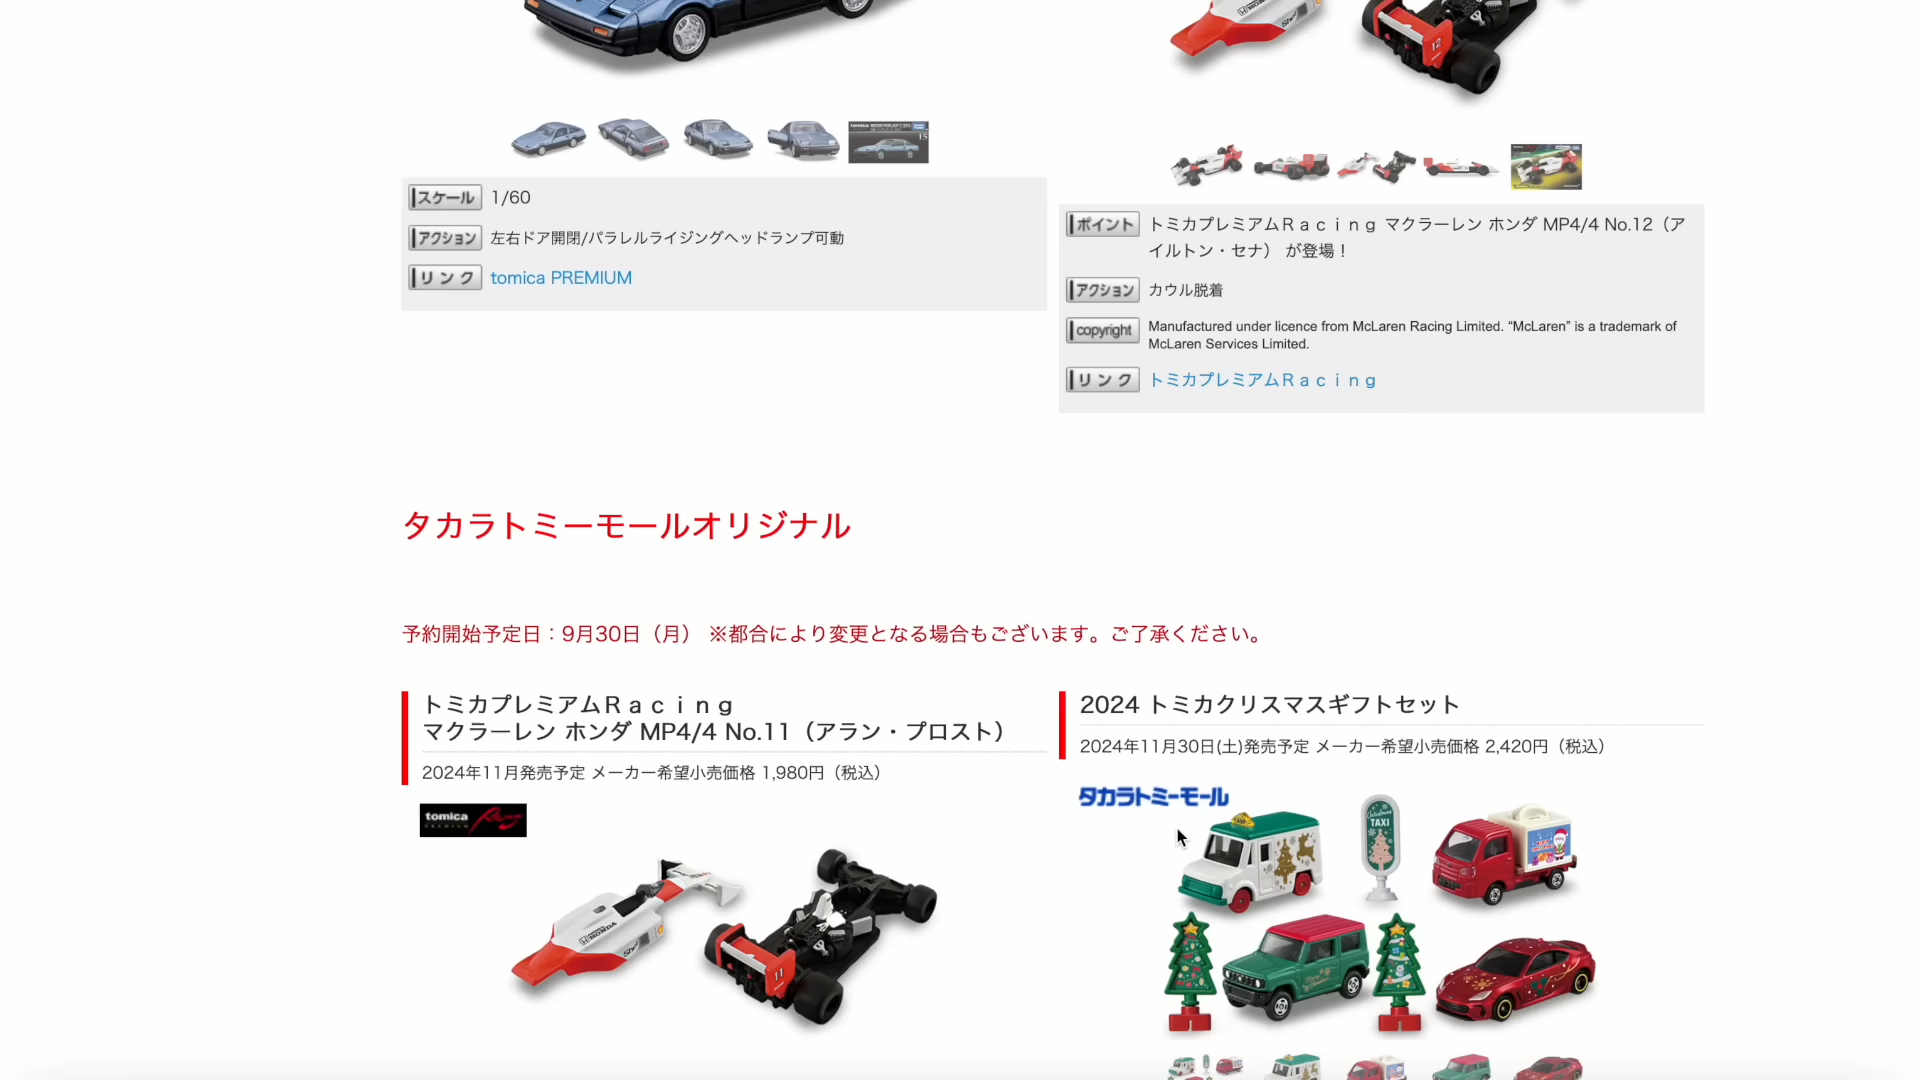 スケール 1/60
アクション 左右ドア開閉/パラレルライジングヘッドランプ可動
リンク tomica PREMIUM
ポイント トミカプレミアムＲａｃｉｎｇ マクラーレン ホンダ MP4/4 No.12（ア
イルトン・セナ） が登場！
アクション カウル脱着
copyright Manufactured under licence from McLaren Racing Limited. “McLaren” is a trademark of
McLaren Services Limited.
リンク トミカプレミアムＲａｃｉｎｇ
タカラトミーモールオリジナル
予約開始予定日：9月30日（月） ※都合により変更となる場合もございます。ご了承ください。
トミカプレミアムＲａｃｉｎｇ
マクラーレン ホンダ MP4/4 No.11（アラン・プロスト）
2024年11月発売予定 メーカー希望小売価格 1,980円（税込）
tomica Racing
PREMIUM
HONDA
Shell
11
2024 トミカクリスマスギフトセット
2024年11月30日(土)発売予定 メーカー希望小売価格 2,420円（税込）
タカラトミーモール
Christmas
TAXI